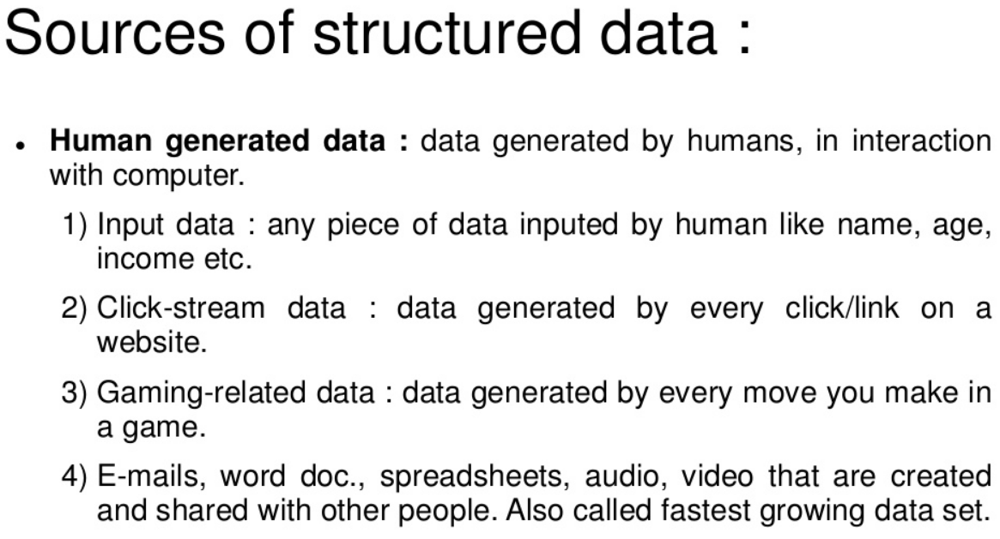 Sources of structured data :
• Human generated data : data generated by humans, in interaction
with computer.
1) Input data : any piece of data inputed by human like name, age,
income etc.
2) Click-stream data : data generated by every click/link on a
website.
3) Gaming-related data : data generated by every move you make in
a game.
4) E-mails, word doc., spreadsheets, audio, video that are created
and shared with other people. Also called fastest growing data set.